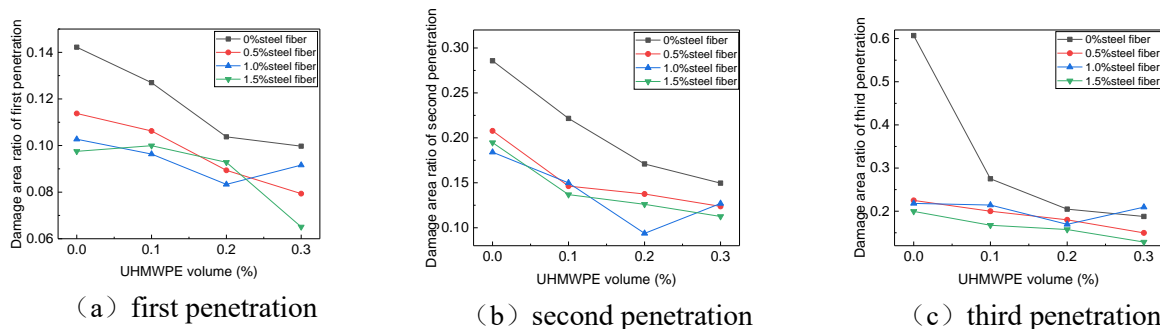 Damage area ratio of first penetration
0.14
0.12
0.10
0.08
0.06
0%steel fiber
0.5%steel fiber
1.0%steel fiber
1.5%steel fiber
0.0 0.1 0.2 0.3
UHMWPE volume (%)
（a）first penetration
Damage area ratio of second penetration
0.30
0.25
0.20
0.15
0.10
0%steel fiber
0.5%steel fiber
1.0%steel fiber
1.5%steel fiber
0.0 0.1 0.2 0.3
UHMWPE volume (%)
（b）second penetration
Damage area ratio of third penetration
0.6
0.5
0.4
0.3
0.2
0%steel fiber
0.5%steel fiber
1.0%steel fiber
1.5%steel fiber
0.0 0.1 0.2 0.3
UHMWPE volume (%)
（c）third penetration